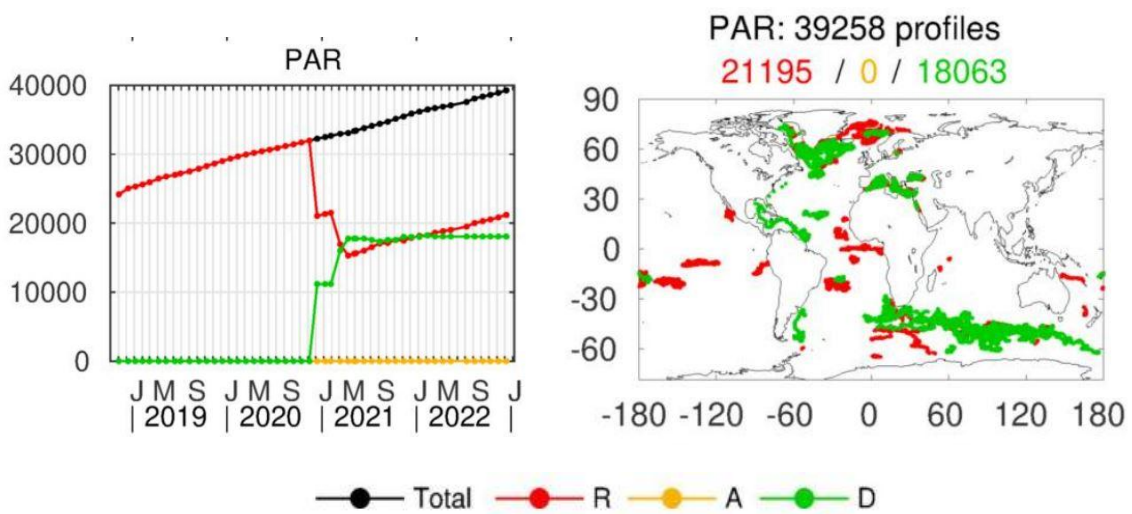 PAR
40000
30000
20000
10000
0
J M S J M S J M S J M S J
| 2019 | 2020 | 2021 | 2022 |
PAR: 39258 profiles
21195 / 0 / 18063
90
60
30
0
-30
-60
-180 -120 -60 0 60 120 180
Total R A D